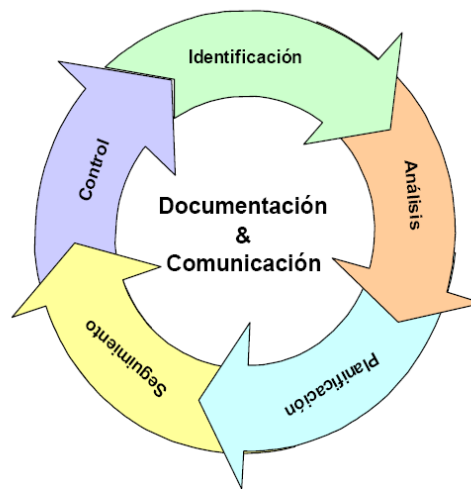 Identificación
Análisis
Planificación
Seguimiento
Control
Documentación
&
Comunicación